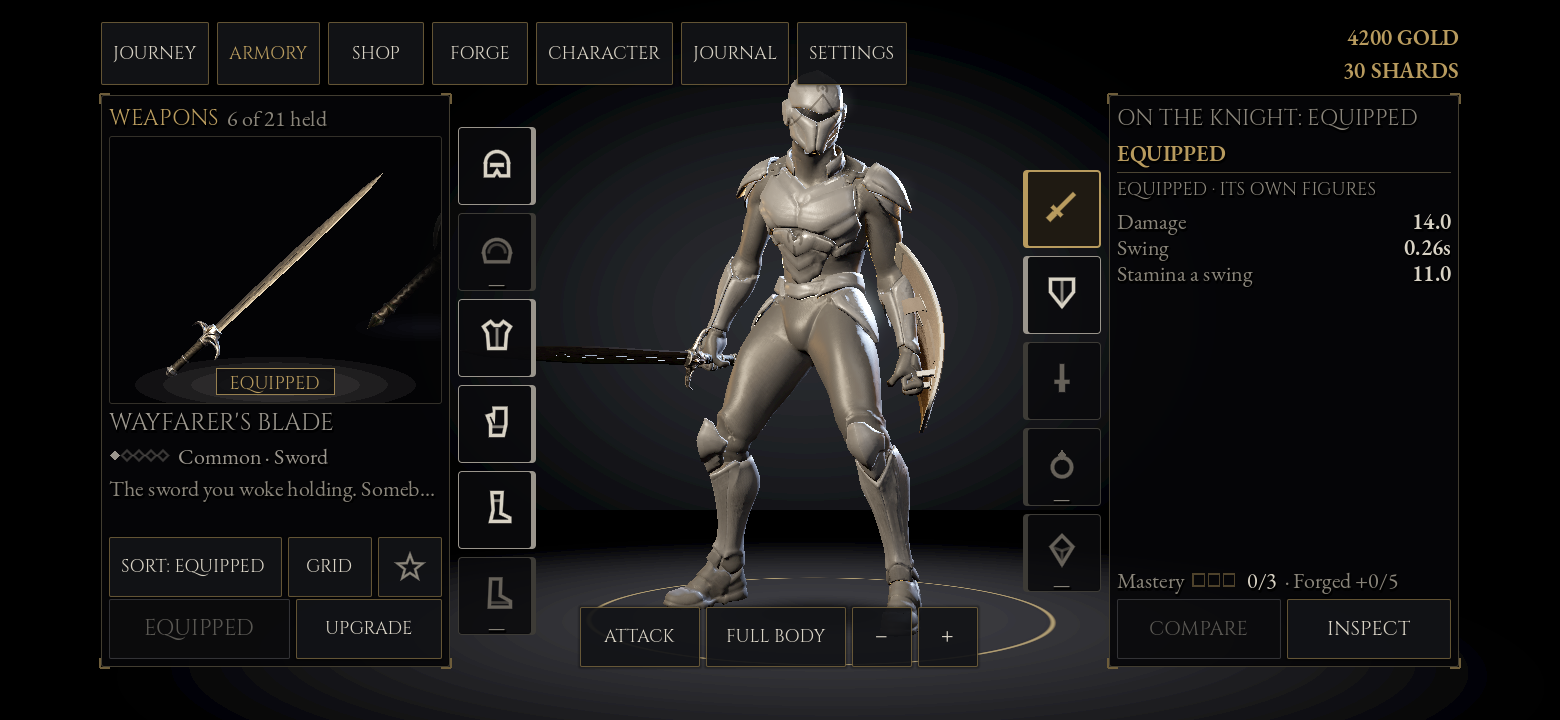 JOURNEY
ARMORY
SHOP
FORGE
CHARACTER
JOURNAL
SETTINGS
4200 GOLD
30 SHARDS
WEAPONS 6 of 21 held
EQUIPPED
WAYFARER'S BLADE
Common · Sword
The sword you woke holding. Someb...
SORT: EQUIPPED
GRID
EQUIPPED
UPGRADE
ATTACK
FULL BODY
−
+
ON THE KNIGHT: EQUIPPED
EQUIPPED
EQUIPPED · ITS OWN FIGURES
Damage 14.0
Swing 0.26s
Stamina a swing 11.0
Mastery 0/3 · Forged +0/5
COMPARE
INSPECT